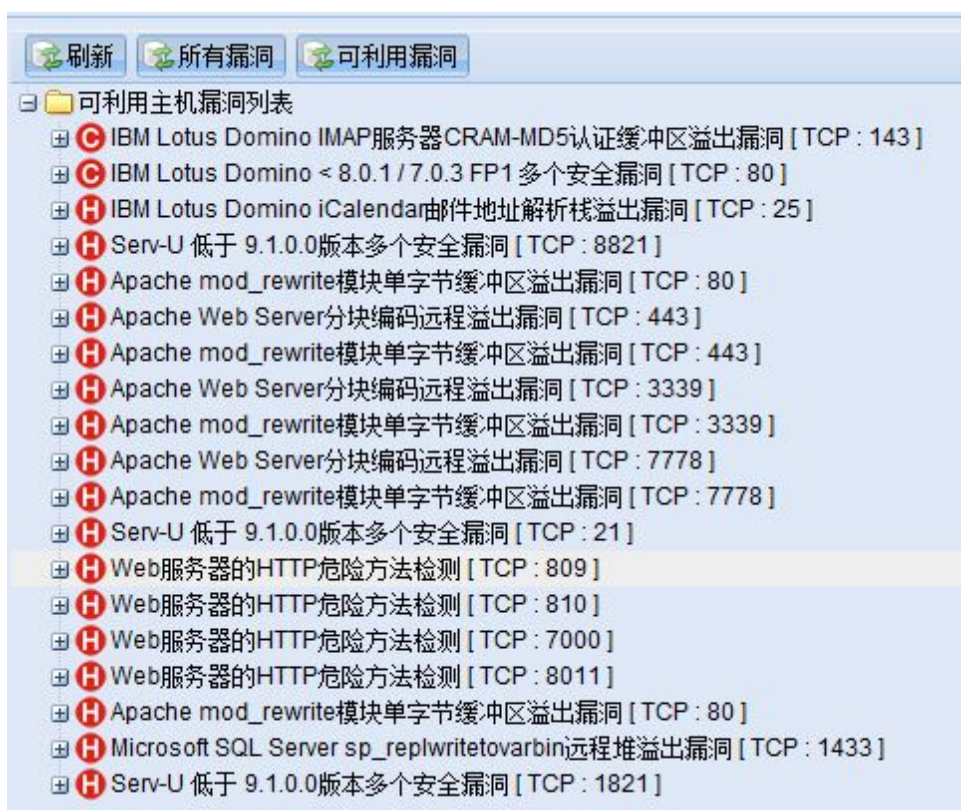 刷新 所有漏洞 可利用漏洞
可利用主机漏洞列表
C IBM Lotus Domino IMAP服务器CRAM-MD5认证缓冲区溢出漏洞 [ TCP : 143 ]
C IBM Lotus Domino < 8.0.1 / 7.0.3 FP1 多个安全漏洞 [ TCP : 80 ]
H IBM Lotus Domino iCalendar邮件地址解析栈溢出漏洞 [ TCP : 25 ]
H Serv-U 低于 9.1.0.0版本多个安全漏洞 [ TCP : 8821 ]
H Apache mod_rewrite模块单字节缓冲区溢出漏洞 [ TCP : 80 ]
H Apache Web Server分块编码远程溢出漏洞 [ TCP : 443 ]
H Apache mod_rewrite模块单字节缓冲区溢出漏洞 [ TCP : 443 ]
H Apache Web Server分块编码远程溢出漏洞 [ TCP : 3339 ]
H Apache mod_rewrite模块单字节缓冲区溢出漏洞 [ TCP : 3339 ]
H Apache Web Server分块编码远程溢出漏洞 [ TCP : 7778 ]
H Apache mod_rewrite模块单字节缓冲区溢出漏洞 [ TCP : 7778 ]
H Serv-U 低于 9.1.0.0版本多个安全漏洞 [ TCP : 21 ]
H Web服务器的HTTP危险方法检测 [ TCP : 809 ]
H Web服务器的HTTP危险方法检测 [ TCP : 810 ]
H Web服务器的HTTP危险方法检测 [ TCP : 7000 ]
H Web服务器的HTTP危险方法检测 [ TCP : 8011 ]
H Apache mod_rewrite模块单字节缓冲区溢出漏洞 [ TCP : 80 ]
H Microsoft SQL Server sp_replwritetovarbin远程堆溢出漏洞 [ TCP : 1433 ]
H Serv-U 低于 9.1.0.0版本多个安全漏洞 [ TCP : 1821 ]